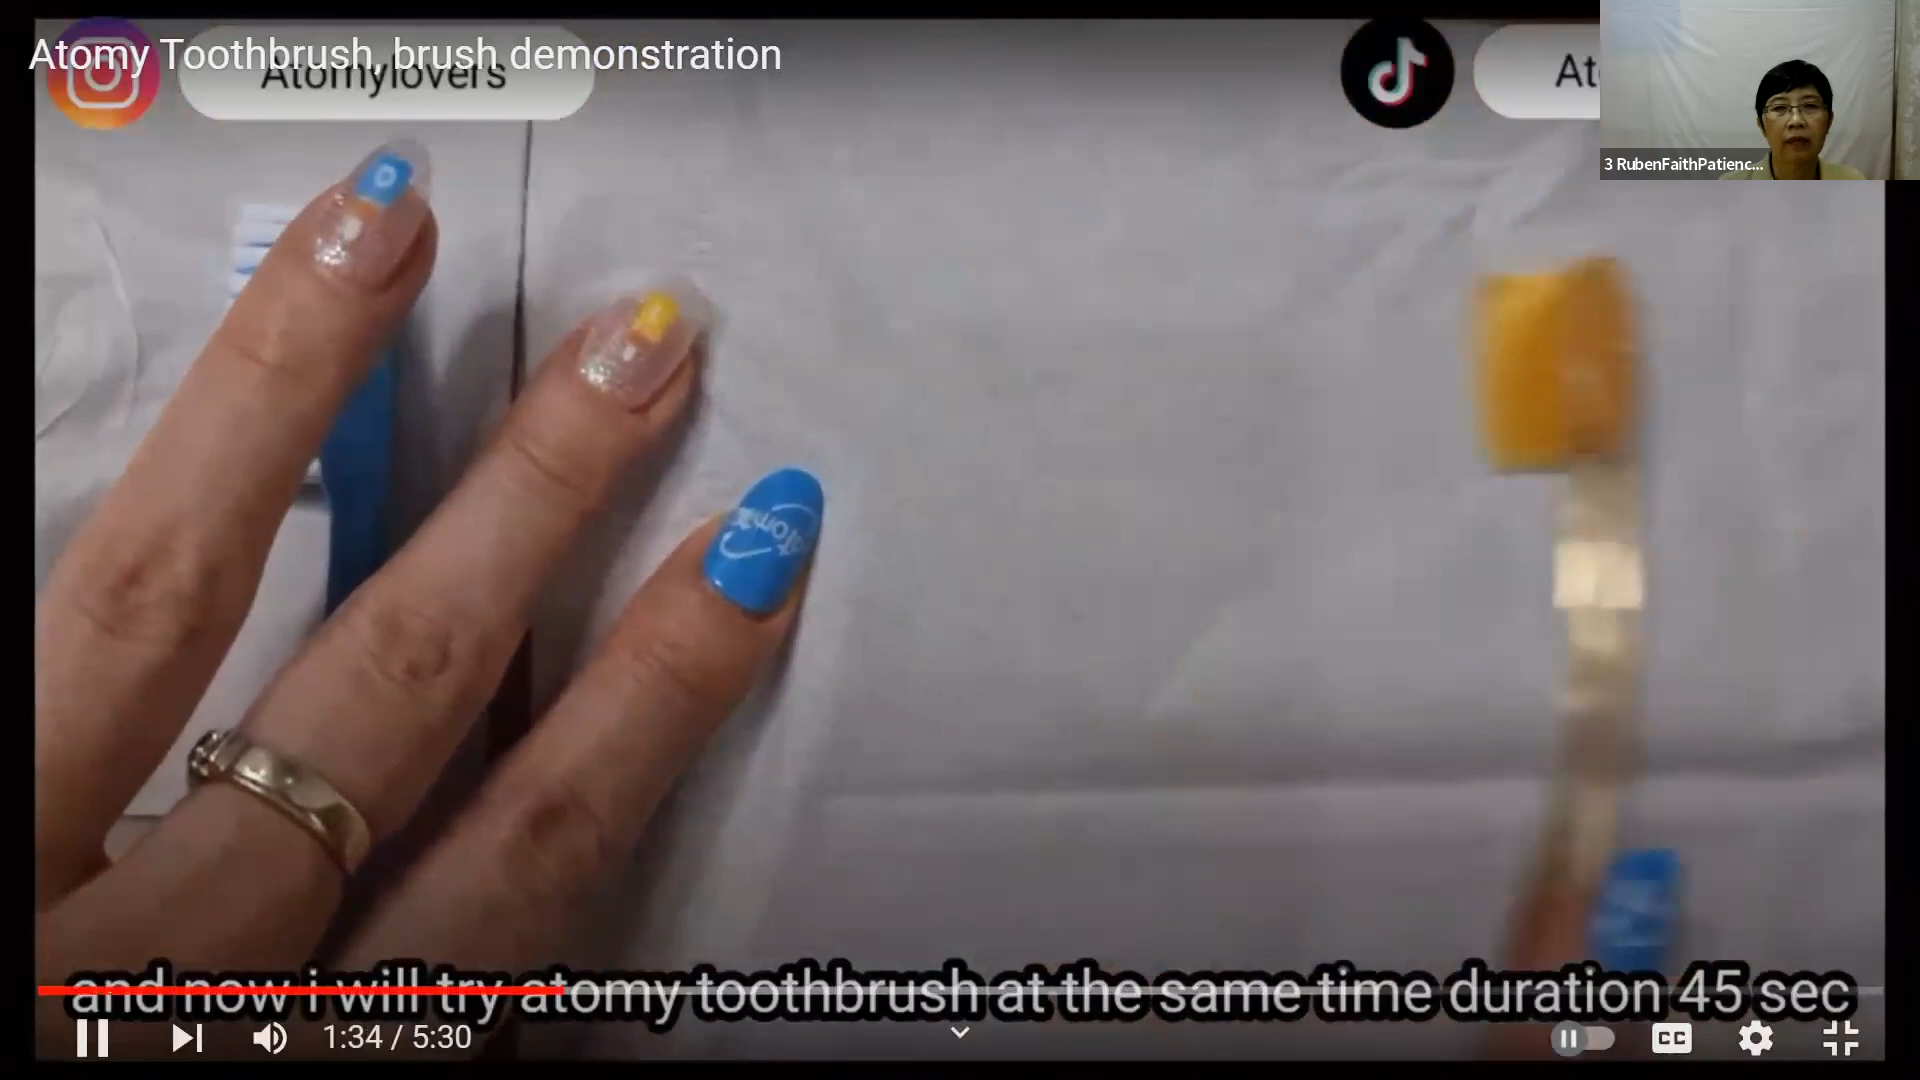 Atomy Toothbrush, brush demonstration
Atomylovers
At
3 RubenFaithPatienc...
and now i will try atomy toothbrush at the same time duration 45 sec
1:34 / 5:30
CC